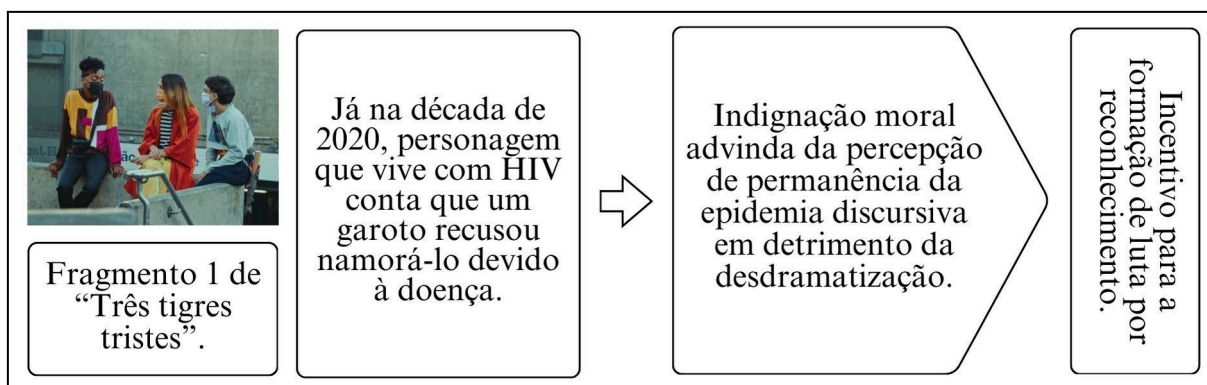 Fragmento 1 de
“Três tigres
tristes”.
Já na década de
2020, personagem
que vive com HIV
conta que um
garoto recusou
namorá-lo devido
à doença.
Indignação moral
advinda da percepção
de permanência da
epidemia discursiva
em detrimento da
desdramatização.
Incentivo para a
formação de luta por
reconhecimento.